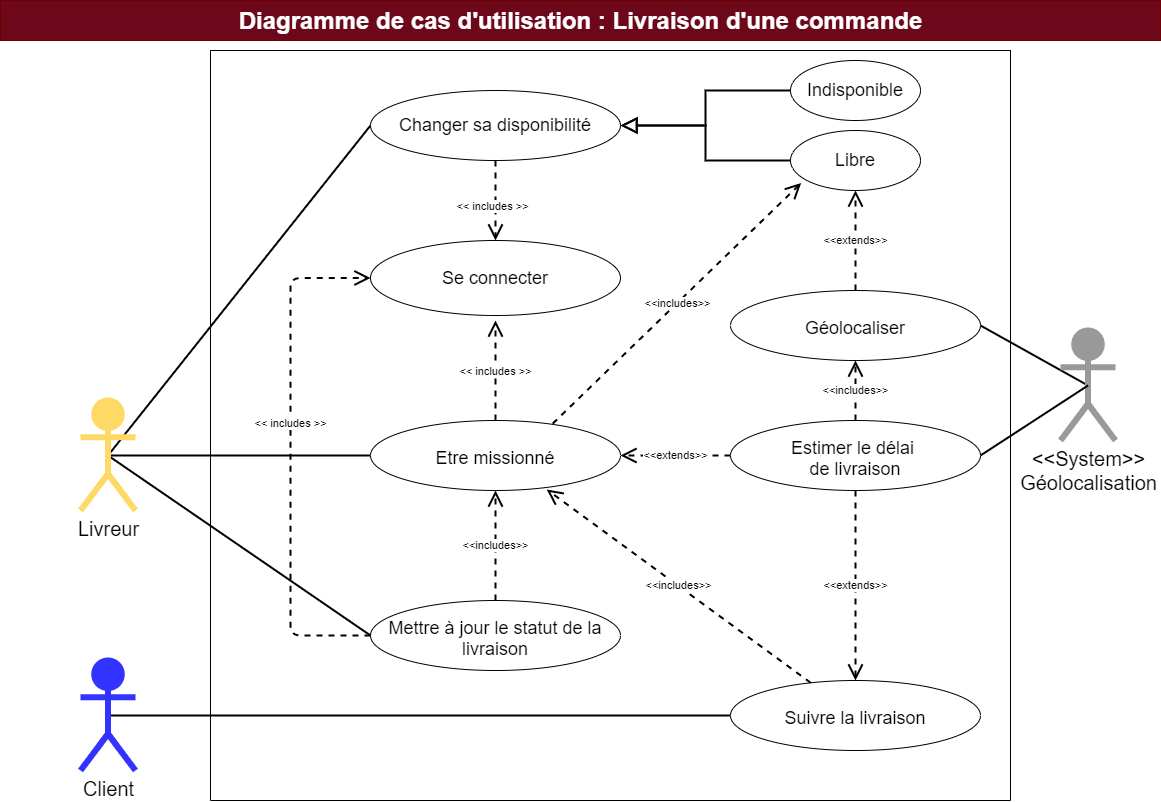 Diagramme de cas d'utilisation : Livraison d'une commande
Indisponible
Changer sa disponibilité
Libre
<< includes >>
<<extends>>
Se connecter
<<includes>>
Géolocaliser
<< includes >>
<<includes>>
<< includes >>
Etre missionné
<<extends>>
Estimer le délai
de livraison
<<System>>
Géolocalisation
Livreur
<<includes>>
<<includes>>
<<extends>>
Mettre à jour le statut de la
livraison
Suivre la livraison
Client